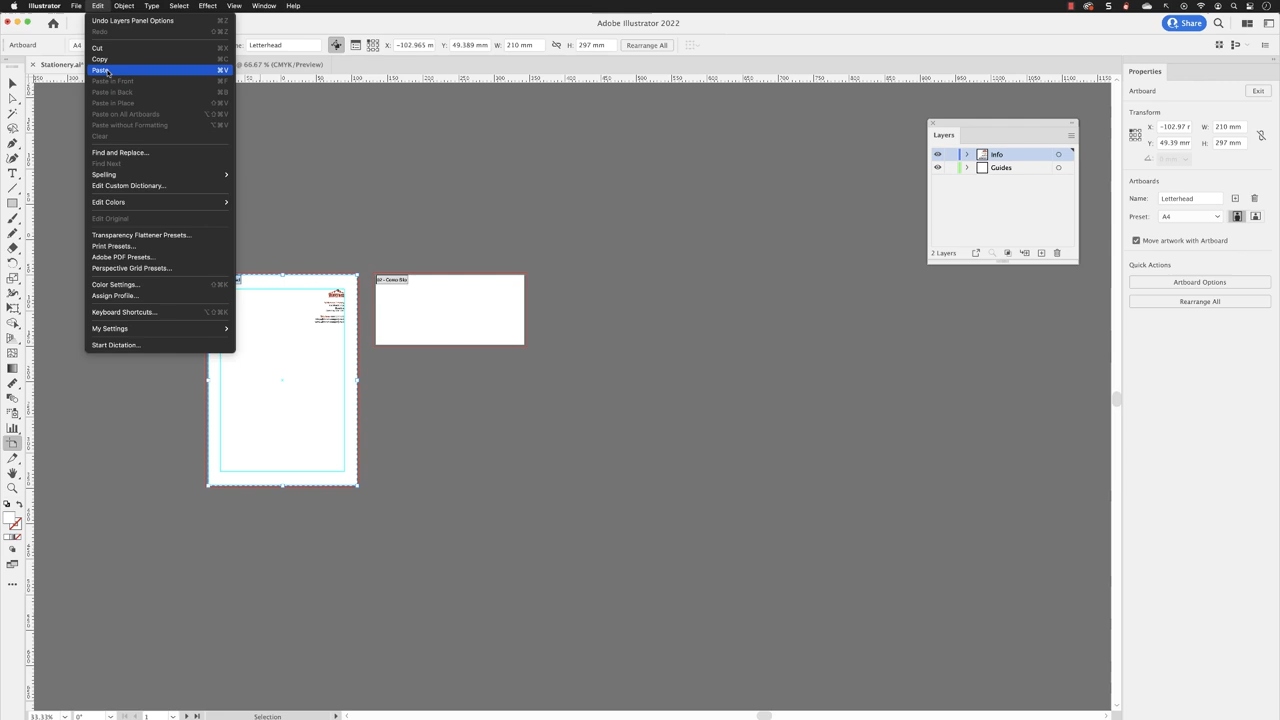 Illustrator File Edit Object Type Select Effect View Window Help
Adobe Illustrator 2022
Share
Artboard A4 Letterhead X: −102.965 m Y: 49.389 mm W: 210 mm H: 297 mm Rearrange All
Stationery.ai* @ 66.67 % (CMYK/Preview)
Undo Layers Panel Options ⌘Z
Redo ⇧⌘Z
Cut ⌘X
Copy ⌘C
Paste ⌘V
Paste in Front ⌘F
Paste in Back ⌘B
Paste in Place ⇧⌘V
Paste on All Artboards ⌥⇧⌘V
Paste without Formatting ⌥⌘V
Clear
Find and Replace...
Find Next
Spelling
Edit Custom Dictionary...
Edit Colors
Edit Original
Transparency Flattener Presets...
Print Presets...
Adobe PDF Presets...
Perspective Grid Presets...
Color Settings... ⇧⌘K
Assign Profile...
Keyboard Shortcuts... ⌥⇧⌘K
My Settings
Start Dictation...
Layers
Info
Guides
2 Layers
Properties
Artboard Exit
Transform
X: −102.97 r W: 210 mm
Y: 49.39 mm H: 297 mm
Artboards
Name: Letterhead
Preset: A4
Move artwork with Artboard
Quick Actions
Artboard Options
Rearrange All
33.33% 0° 1 Selection